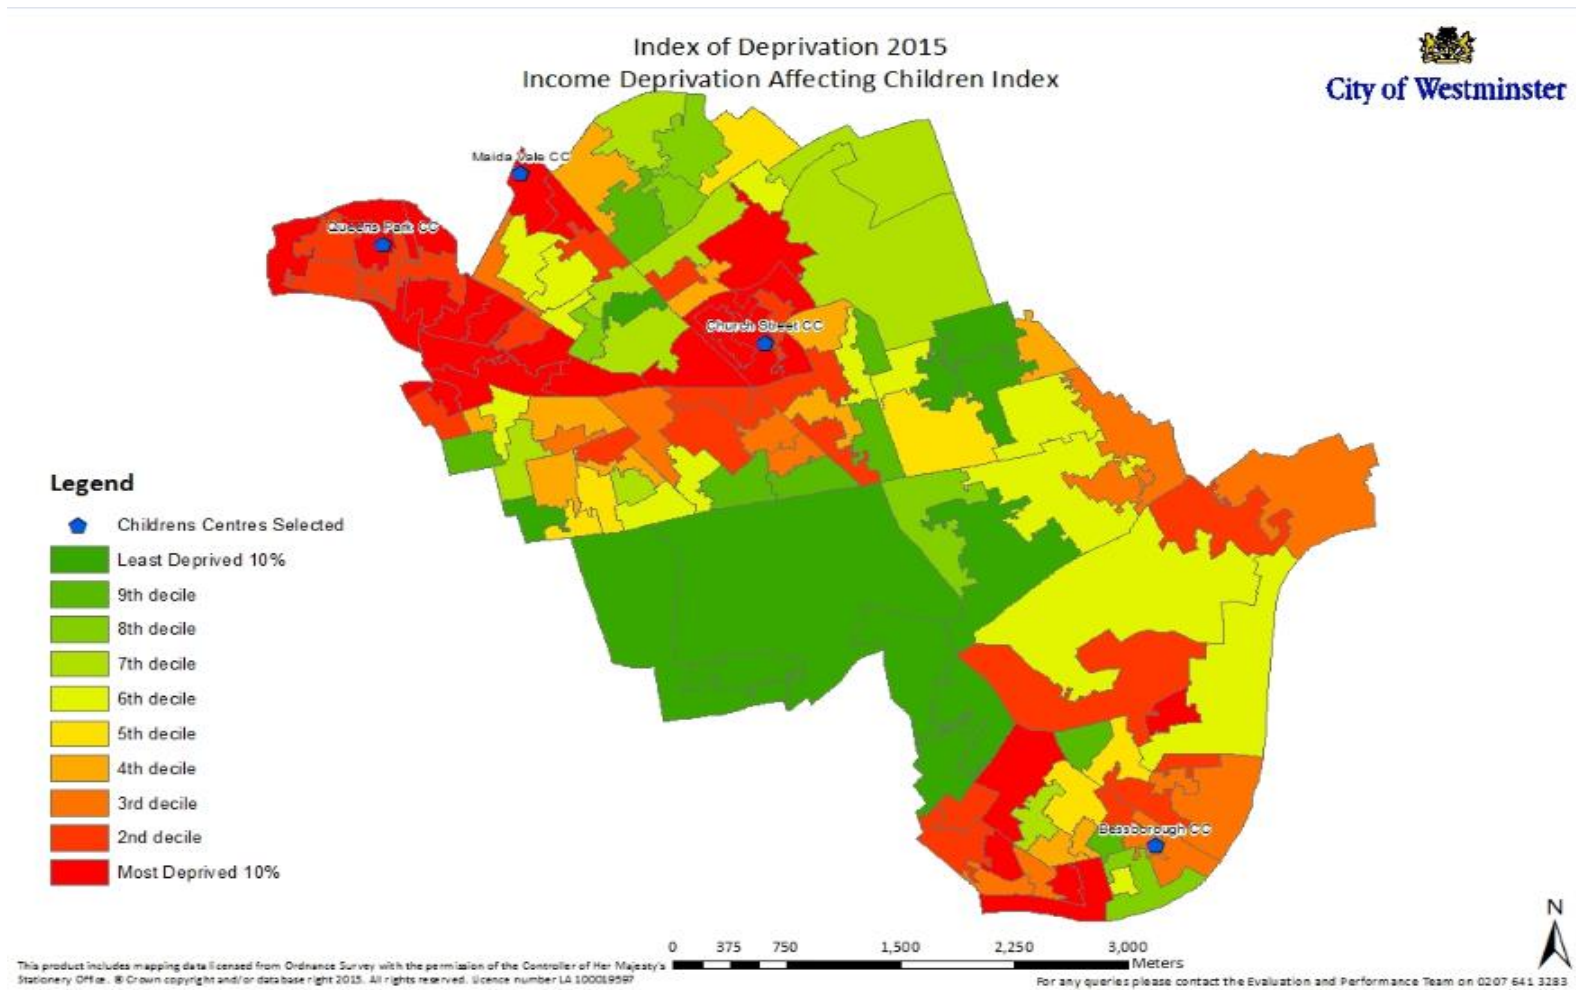 Index of Deprivation 2015
Income Deprivation Affecting Children Index
City of Westminster
Maida Vale CC
Queens Park CC
Church Street CC
Bessborough CC
Legend
Childrens Centres Selected
Least Deprived 10%
9th decile
8th decile
7th decile
6th decile
5th decile
4th decile
3rd decile
2nd decile
Most Deprived 10%
N
0 375 750 1,500 2,250 3,000
Meters
This product includes mapping data licensed from Ordnance Survey with the permission of the Controller of Her Majesty's
Stationery Office. © Crown copyright and/or database right 2015. All rights reserved. Licence number LA 100019597
For any queries please contact the Evaluation and Performance Team on 0207 641 3283